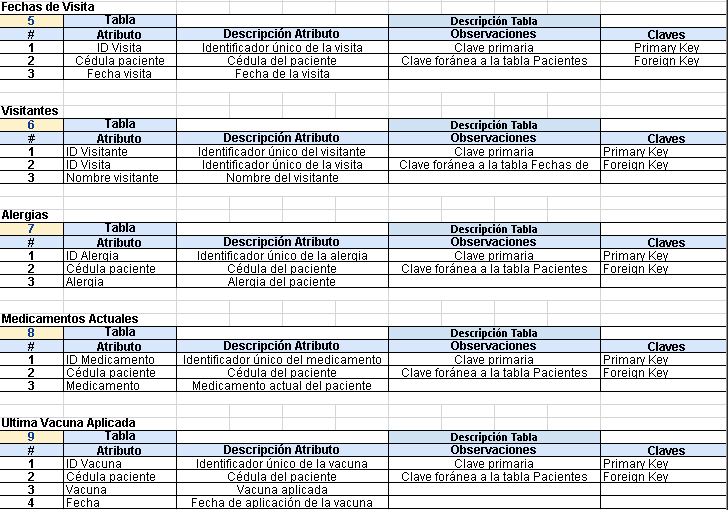 Fechas de Visita
5 Tabla Descripción Tabla
# Atributo Descripción Atributo Observaciones Claves
1 ID Visita Identificador único de la visita Clave primaria Primary Key
2 Cédula paciente Cédula del paciente Clave foránea a la tabla Pacientes Foreign Key
3 Fecha visita Fecha de la visita
Visitantes
6 Tabla Descripción Tabla
# Atributo Descripción Atributo Observaciones Claves
1 ID Visitante Identificador único del visitante Clave primaria Primary Key
2 ID Visita Identificador único de la visita Clave foránea a la tabla Fechas de Foreign Key
3 Nombre visitante Nombre del visitante
Alergias
7 Tabla Descripción Tabla
# Atributo Descripción Atributo Observaciones Claves
1 ID Alergia Identificador único de la alergia Clave primaria Primary Key
2 Cédula paciente Cédula del paciente Clave foránea a la tabla Pacientes Foreign Key
3 Alergia Alergia del paciente
Medicamentos Actuales
8 Tabla Descripción Tabla
# Atributo Descripción Atributo Observaciones Claves
1 ID Medicamento Identificador único del medicamento Clave primaria Primary Key
2 Cédula paciente Cédula del paciente Clave foránea a la tabla Pacientes Foreign Key
3 Medicamento Medicamento actual del paciente
Ultima Vacuna Aplicada
9 Tabla Descripción Tabla
# Atributo Descripción Atributo Observaciones Claves
1 ID Vacuna Identificador único de la vacuna Clave primaria Primary Key
2 Cédula paciente Cédula del paciente Clave foránea a la tabla Pacientes Foreign Key
3 Vacuna Vacuna aplicada
4 Fecha Fecha de aplicación de la vacuna